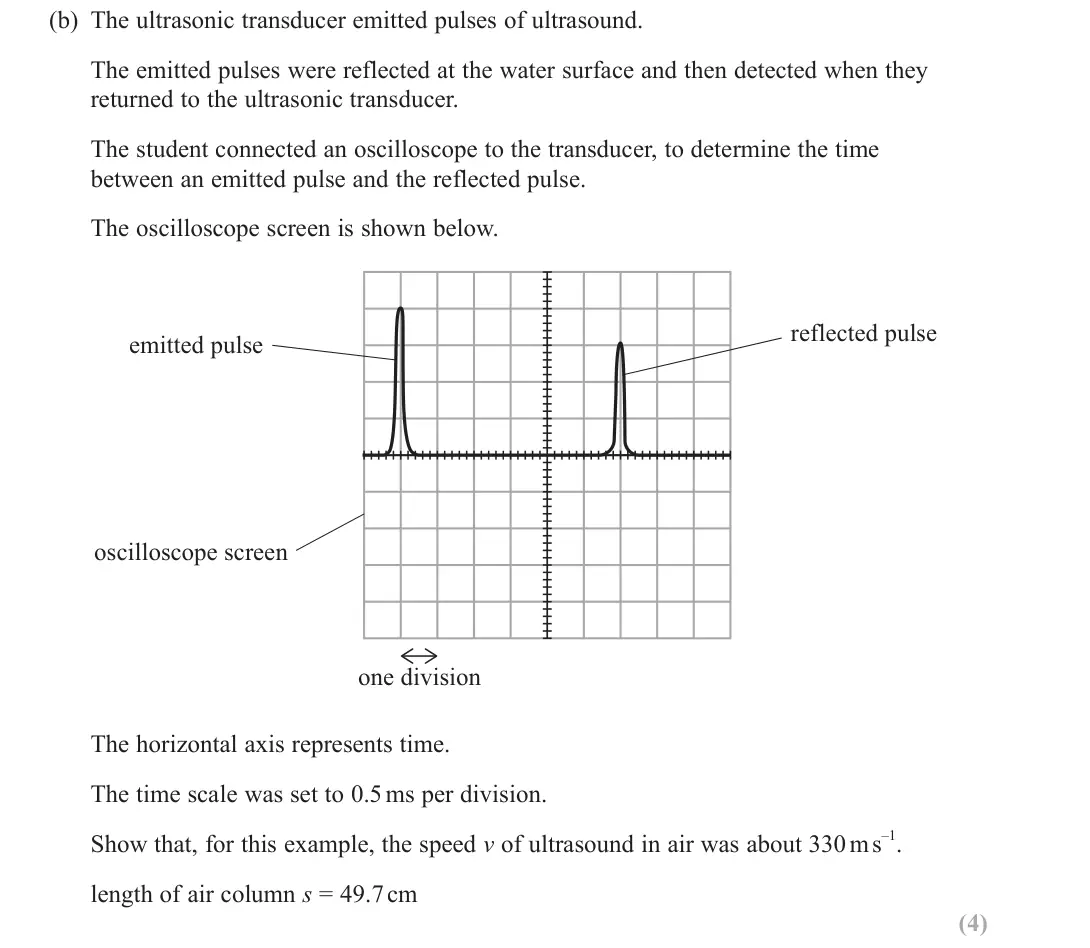 (b) The ultrasonic transducer emitted pulses of ultrasound.
The emitted pulses were reflected at the water surface and then detected when they
returned to the ultrasonic transducer.
The student connected an oscilloscope to the transducer, to determine the time
between an emitted pulse and the reflected pulse.
The oscilloscope screen is shown below.
emitted pulse
reflected pulse
oscilloscope screen
one division
The horizontal axis represents time.
The time scale was set to 0.5 ms per division.
Show that, for this example, the speed v of ultrasound in air was about 330 m s⁻¹.
length of air column s = 49.7 cm
(4)